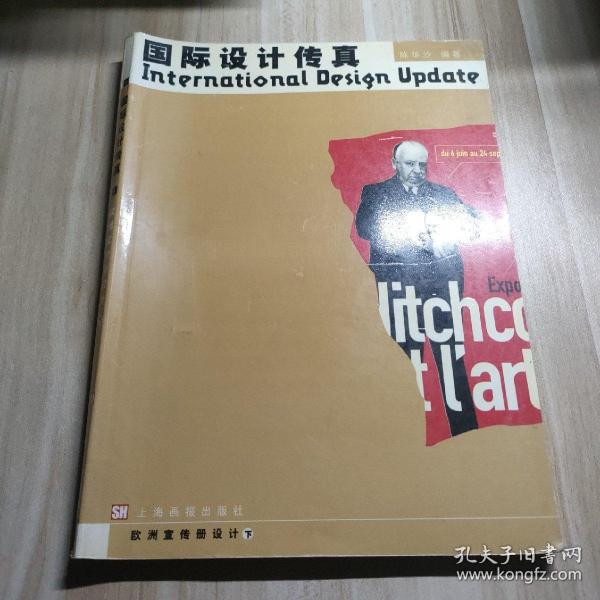 国际设计传真
陈华沙 编著
International Design Update
du 6 juin au 24 sep
Expo
litchco
t l'art
SH 上海画报出版社
欧洲宣传册设计 下
孔夫子旧书网
www.kongfz.com